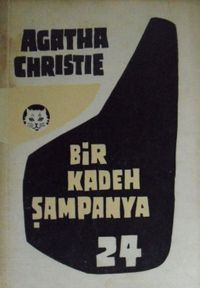 AGATHA
CHRISTIE
BİR
KADEH
ŞAMPANYA
24